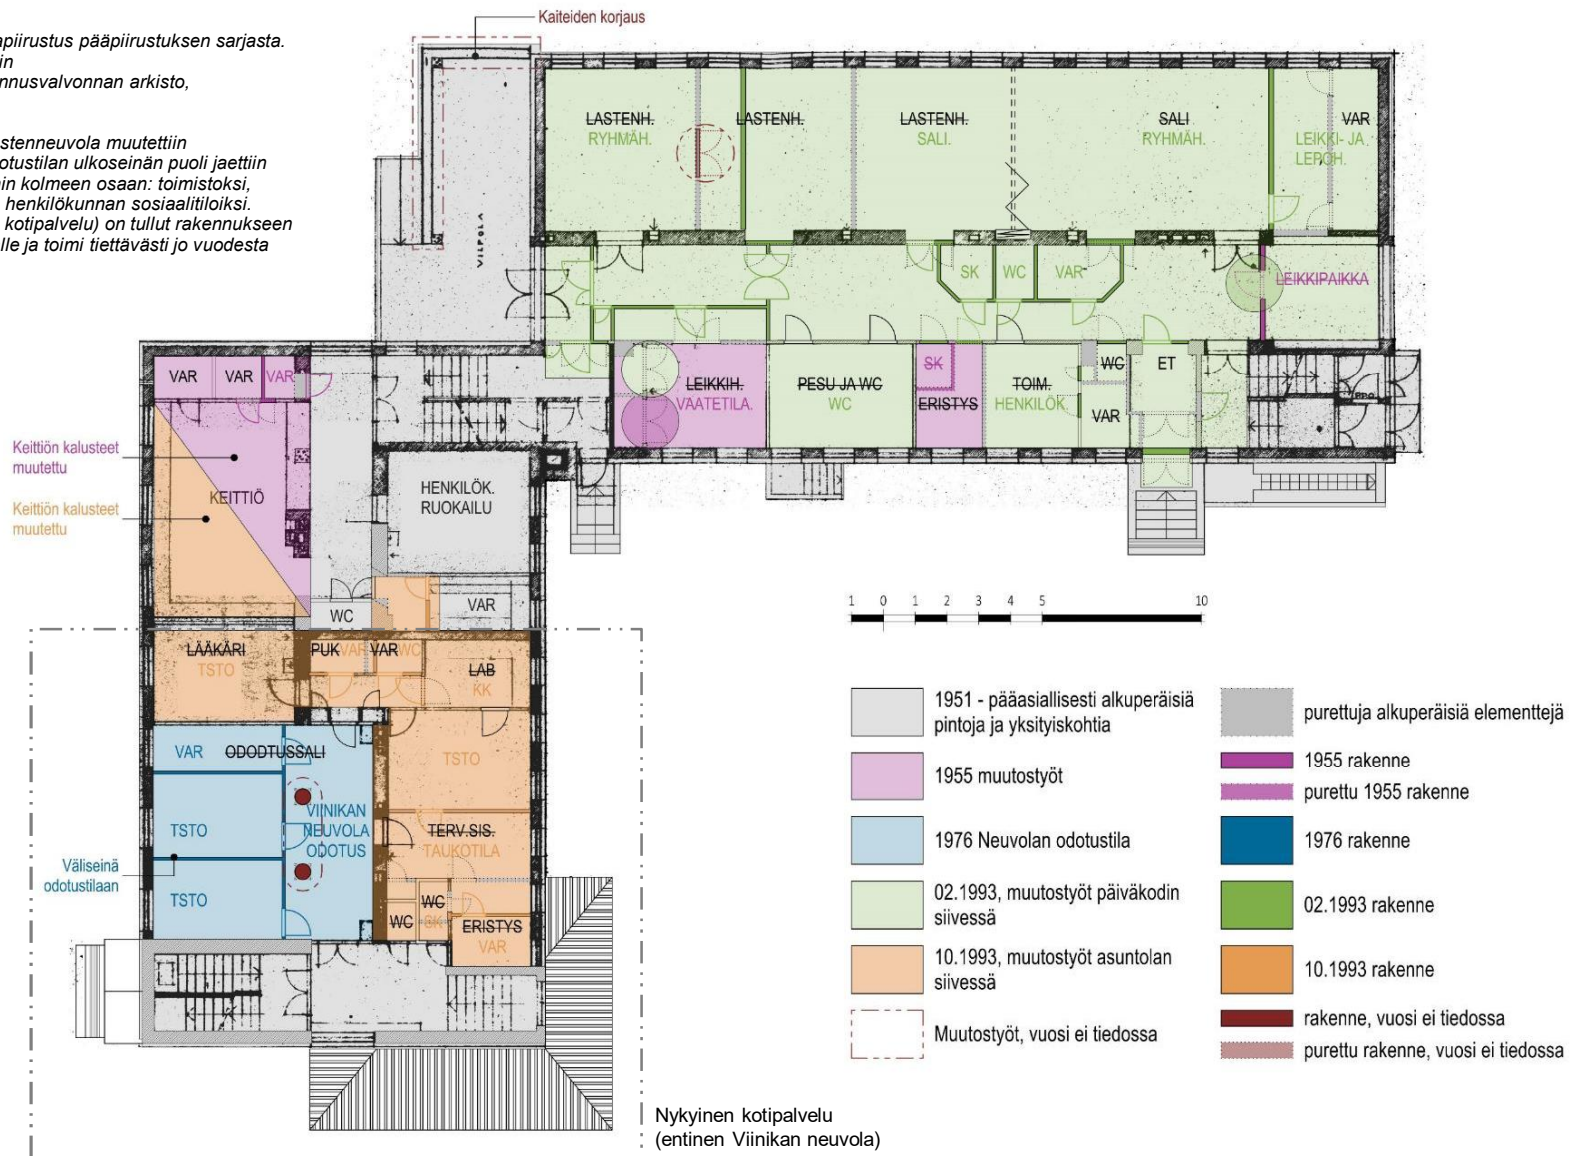 Kaiteiden korjaus
apiirustus pääpiirustuksen sarjasta.
in
nnusvalvonnan arkisto,
stenneuvola muutettiin
otustilan ulkoseinän puoli jaettiin
in kolmeen osaan: toimistoksi,
henkilökunnan sosiaalitiloiksi.
kotipalvelu) on tullut rakennukseen
lle ja toimi tiettävästi jo vuodesta
VILPOLA
LASTENH.
RYHMÄH.
LASTENH.
LASTENH.
SALI.
SALI
RYHMÄH.
VAR
LEIKKI- JA
LEPOH.
SK
WC
VAR
LEIKKIPAIKKA
VAR
VAR
VAR
LEIKKIH.
VAATETILA.
PESU JA WC
WC
SK
ERISTYS
TOIM.
HENKILÖK.
WC
VAR
ET
Keittiön kalusteet
muutettu
KEITTIÖ
Keittiön kalusteet
muutettu
HENKILÖK.
RUOKAILU
WC
VAR
LÄÄKÄRI
TSTO
PUK
VAR
VAR
WC
LAB
KK
VAR
ODODTUSSALI
TSTO
TSTO
VIINIKAN
NEUVOLA
ODOTUS
TERV.SIS.
TAUKOTILA
Väliseinä
odotustilaan
TSTO
WC
WC
SK
ERISTYS
VAR
1 0 1 2 3 4 5 10
1951 - pääasiallisesti alkuperäisiä
pintoja ja yksityiskohtia
1955 muutostyöt
1976 Neuvolan odotustila
02.1993, muutostyöt päiväkodin
siivessä
10.1993, muutostyöt asuntolan
siivessä
Muutostyöt, vuosi ei tiedossa
purettuja alkuperäisiä elementtejä
1955 rakenne
purettu 1955 rakenne
1976 rakenne
02.1993 rakenne
10.1993 rakenne
rakenne, vuosi ei tiedossa
purettu rakenne, vuosi ei tiedossa
Nykyinen kotipalvelu
(entinen Viinikan neuvola)